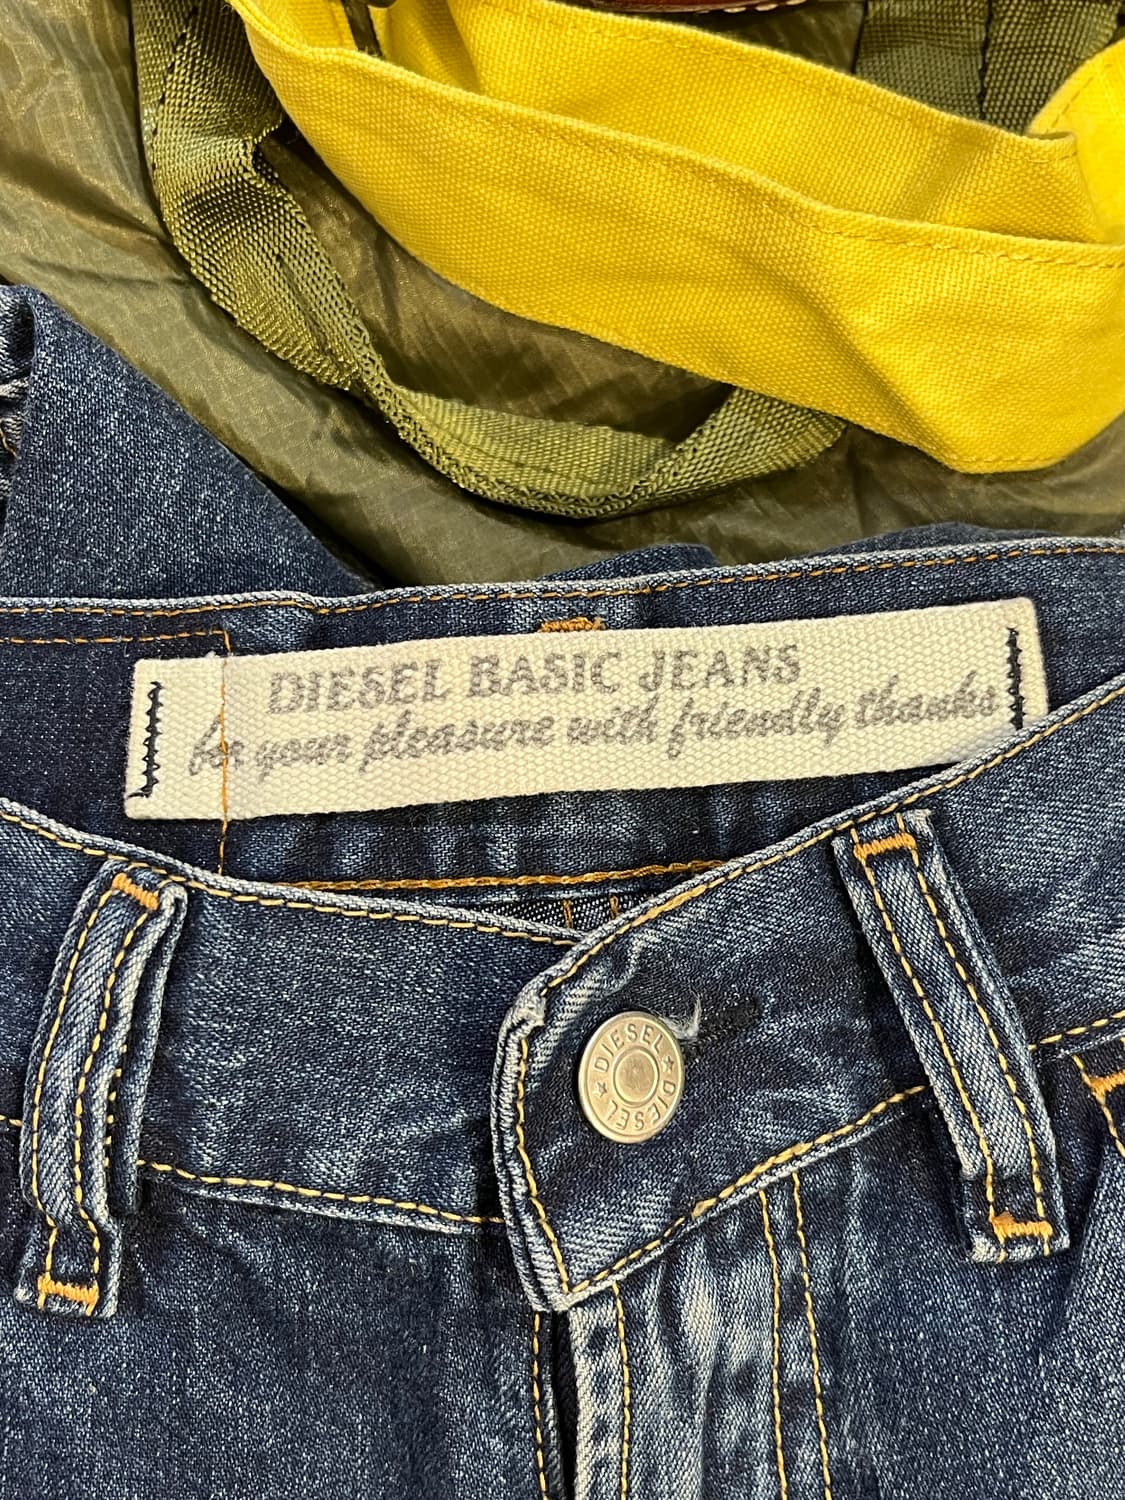 DIESEL BASIC JEANS
for your pleasure with friendly thanks
DIESEL ★ DIESEL ★